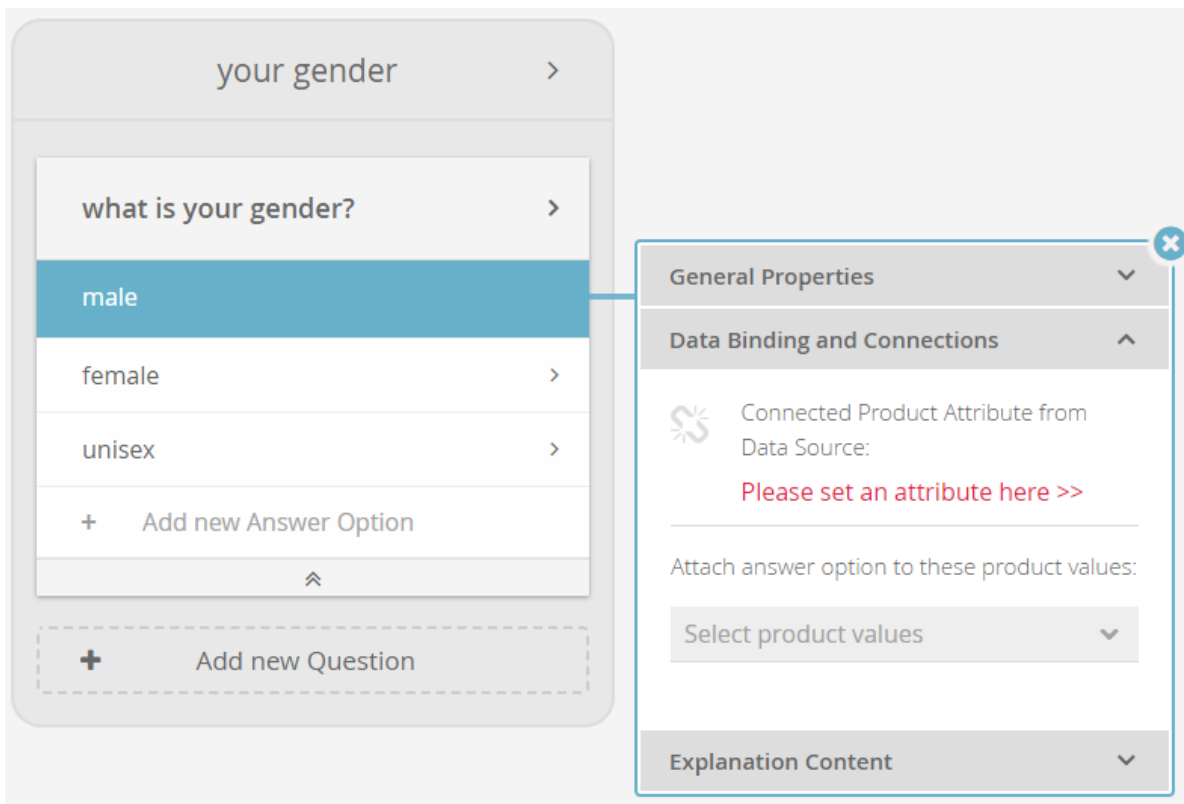 your gender
what is your gender?
male
female
unisex
+ Add new Answer Option
+ Add new Question
General Properties
Data Binding and Connections
Connected Product Attribute from
Data Source:
Please set an attribute here >>
Attach answer option to these product values:
Select product values
Explanation Content